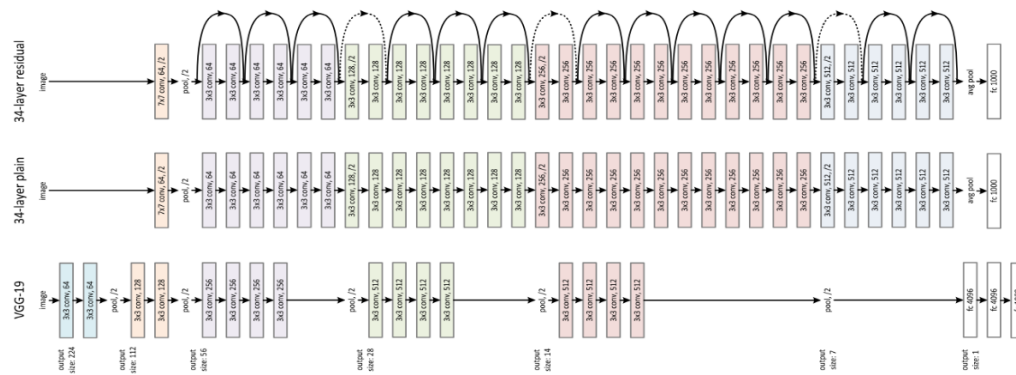 34-layer residual
image
7x7 conv, 64, /2
pool, /2
3x3 conv, 64
3x3 conv, 64
3x3 conv, 64
3x3 conv, 64
3x3 conv, 64
3x3 conv, 64
3x3 conv, 128, /2
3x3 conv, 128
3x3 conv, 128
3x3 conv, 128
3x3 conv, 128
3x3 conv, 128
3x3 conv, 128
3x3 conv, 128
3x3 conv, 256, /2
3x3 conv, 256
3x3 conv, 256
3x3 conv, 256
3x3 conv, 256
3x3 conv, 256
3x3 conv, 256
3x3 conv, 256
3x3 conv, 256
3x3 conv, 256
3x3 conv, 256
3x3 conv, 256
3x3 conv, 512, /2
3x3 conv, 512
3x3 conv, 512
3x3 conv, 512
3x3 conv, 512
3x3 conv, 512
avg pool
fc 1000
34-layer plain
image
7x7 conv, 64, /2
pool, /2
3x3 conv, 64
3x3 conv, 64
3x3 conv, 64
3x3 conv, 64
3x3 conv, 64
3x3 conv, 64
3x3 conv, 128, /2
3x3 conv, 128
3x3 conv, 128
3x3 conv, 128
3x3 conv, 128
3x3 conv, 128
3x3 conv, 128
3x3 conv, 128
3x3 conv, 256, /2
3x3 conv, 256
3x3 conv, 256
3x3 conv, 256
3x3 conv, 256
3x3 conv, 256
3x3 conv, 256
3x3 conv, 256
3x3 conv, 256
3x3 conv, 256
3x3 conv, 256
3x3 conv, 256
3x3 conv, 512, /2
3x3 conv, 512
3x3 conv, 512
3x3 conv, 512
3x3 conv, 512
3x3 conv, 512
avg pool
fc 1000
VGG-19
image
3x3 conv, 64
3x3 conv, 64
pool, /2
3x3 conv, 128
3x3 conv, 128
pool, /2
3x3 conv, 256
3x3 conv, 256
3x3 conv, 256
3x3 conv, 256
pool, /2
3x3 conv, 512
3x3 conv, 512
3x3 conv, 512
3x3 conv, 512
pool, /2
3x3 conv, 512
3x3 conv, 512
3x3 conv, 512
3x3 conv, 512
pool, /2
fc 4096
fc 4096
output
size: 224
output
size: 112
output
size: 56
output
size: 28
output
size: 14
output
size: 7
output
size: 1